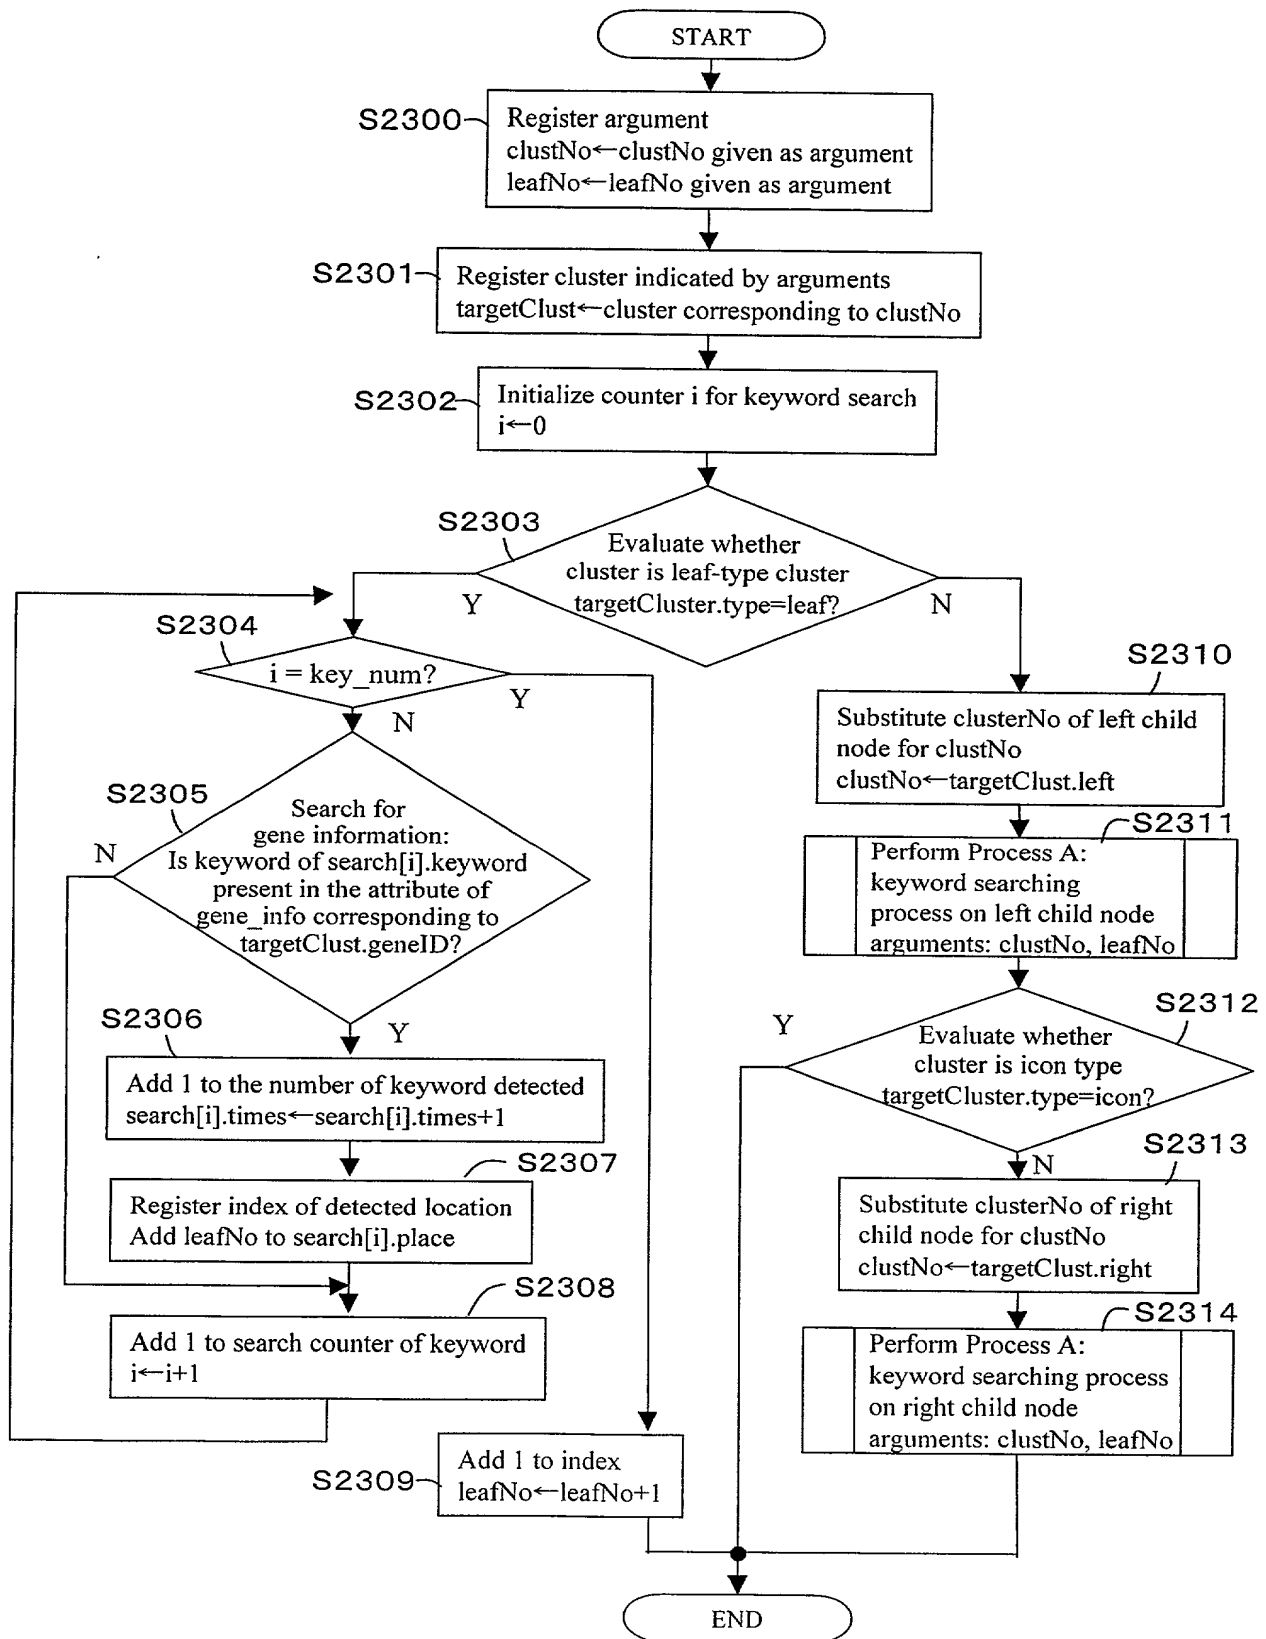 START
S2300
Register argument
clustNo←clustNo given as argument
leafNo←leafNo given as argument
S2301
Register cluster indicated by arguments
targetClust←cluster corresponding to clustNo
S2302
Initialize counter i for keyword search
i←0
S2303
Evaluate whether
cluster is leaf-type cluster
targetCluster.type=leaf?
Y
N
S2304
i = key_num?
Y
N
S2305
Search for
gene information:
Is keyword of search[i].keyword
present in the attribute of
gene_info corresponding to
targetClust.geneID?
N
Y
S2306
Add 1 to the number of keyword detected
search[i].times←search[i].times+1
S2307
Register index of detected location
Add leafNo to search[i].place
S2308
Add 1 to search counter of keyword
i←i+1
S2309
Add 1 to index
leafNo←leafNo+1
S2310
Substitute clusterNo of left child
node for clustNo
clustNo←targetClust.left
S2311
Perform Process A:
keyword searching
process on left child node
arguments: clustNo, leafNo
S2312
Evaluate whether
cluster is icon type
targetCluster.type=icon?
Y
N
S2313
Substitute clusterNo of right
child node for clustNo
clustNo←targetClust.right
S2314
Perform Process A:
keyword searching process
on right child node
arguments: clustNo, leafNo
END